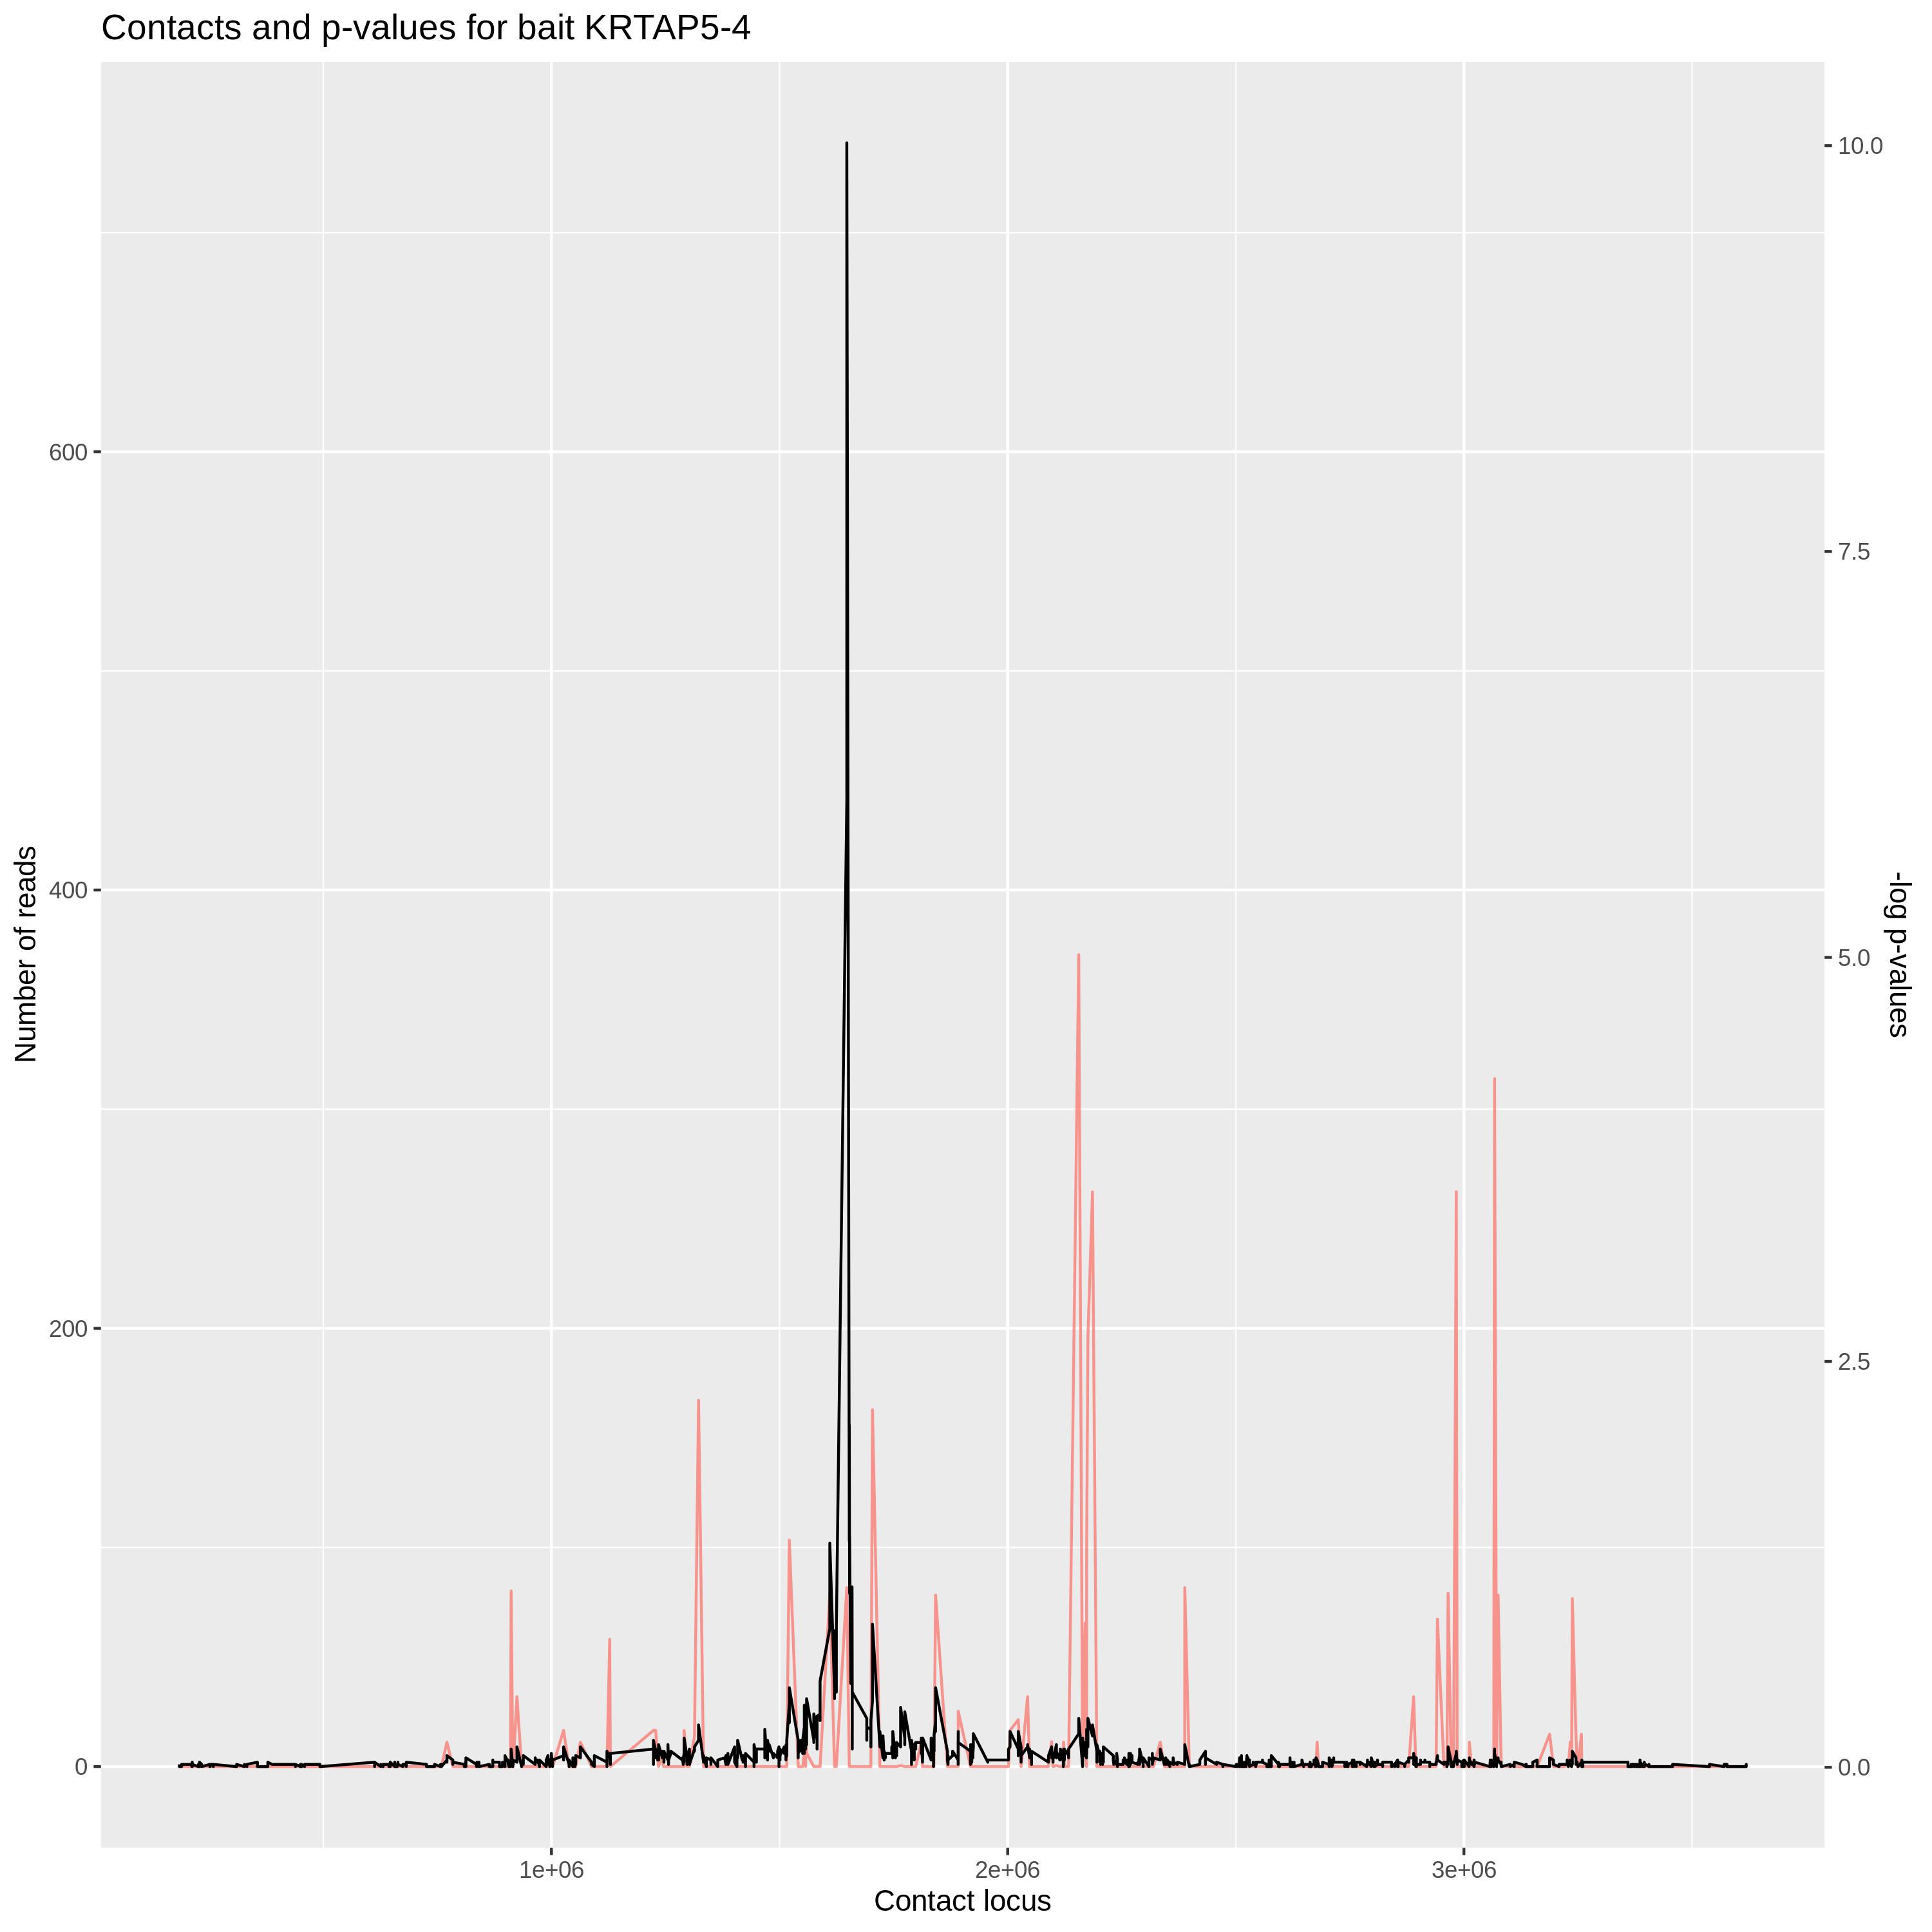 Contacts and p-values for bait KRTAP5-4
10.0
7.5
600
5.0
400
Number of reads
-log p-values
2.5
200
0
0.0
1e+06
2e+06
3e+06
Contact locus